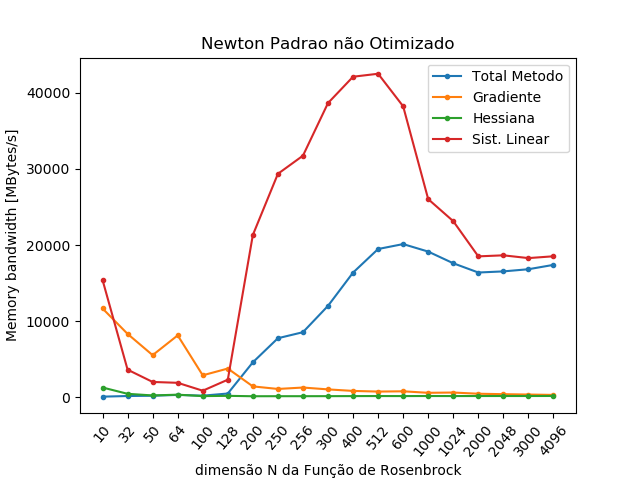 Newton Padrao não Otimizado
Total Metodo
Gradiente
Hessiana
Sist. Linear
Memory bandwidth [MBytes/s]
40000
30000
20000
10000
0
10 32 50 64 100 128 200 250 256 300 400 512 600 1000 1024 2000 2048 3000 4096
dimensão N da Função de Rosenbrock